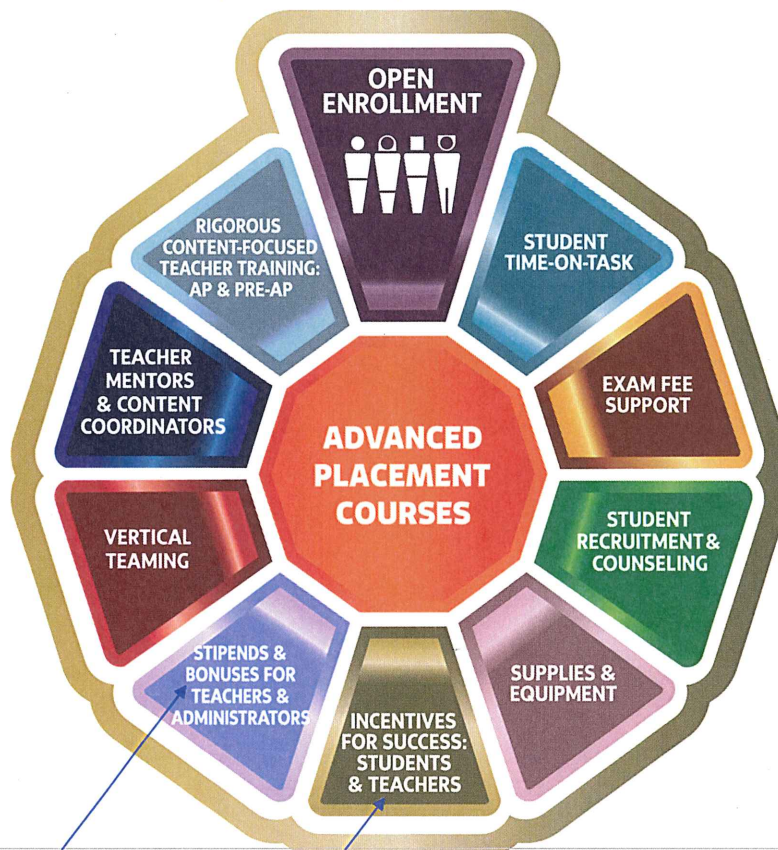 OPEN
ENROLLMENT
STUDENT
TIME-ON-TASK
EXAM FEE
SUPPORT
STUDENT
RECRUITMENT &
COUNSELING
SUPPLIES &
EQUIPMENT
INCENTIVES
FOR SUCCESS:
STUDENTS
& TEACHERS
STIPENDS &
BONUSES FOR
TEACHERS &
ADMINISTRATORS
VERTICAL
TEAMING
TEACHER
MENTORS
& CONTENT
COORDINATORS
RIGOROUS
CONTENT-FOCUSED
TEACHER TRAINING:
AP & PRE-AP
ADVANCED
PLACEMENT
COURSES